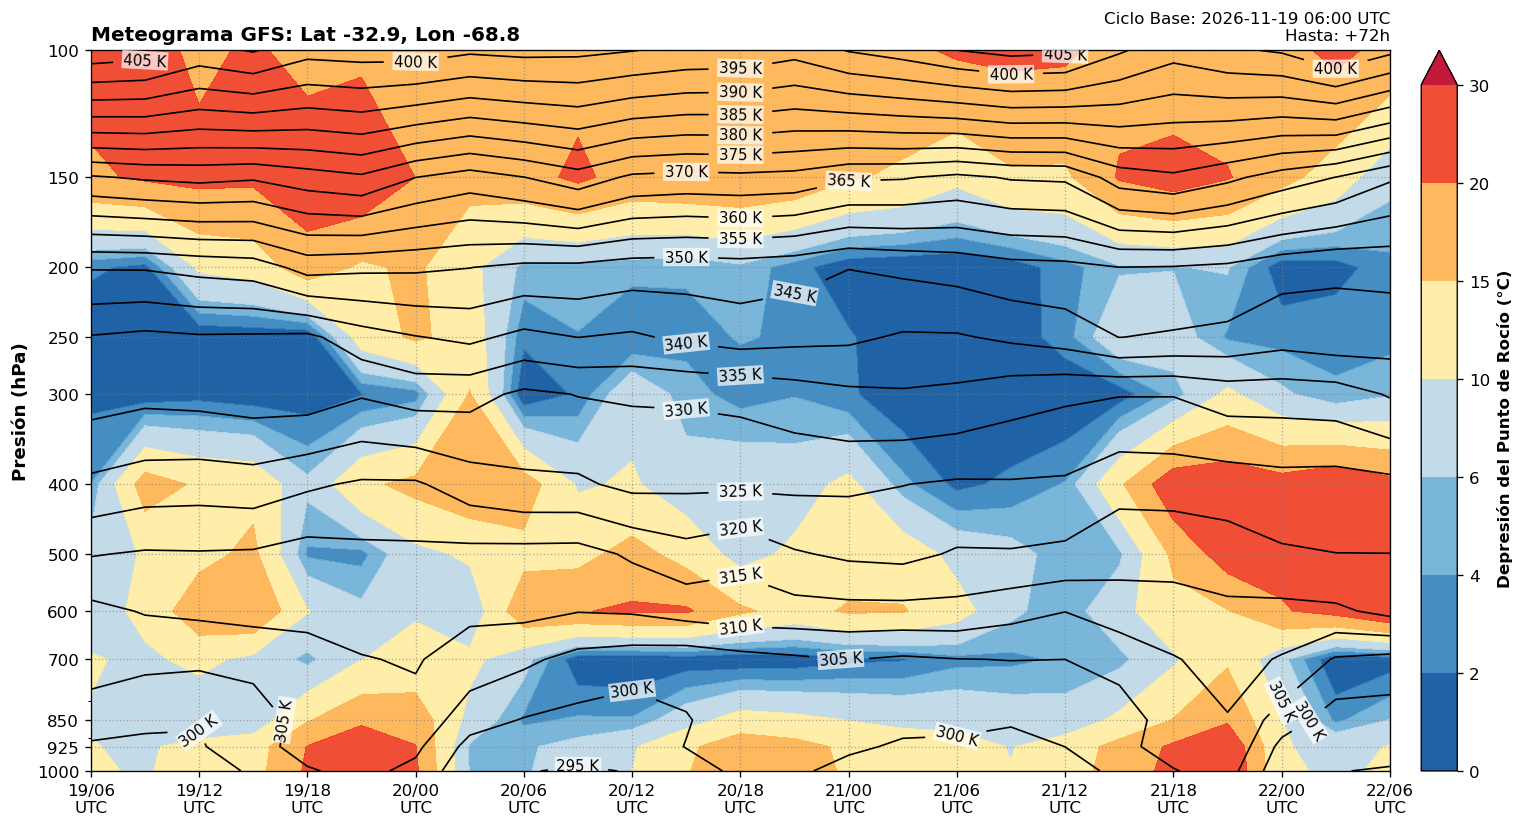 Ciclo Base: 2026-11-19 06:00 UTC
Meteograma GFS: Lat -32.9, Lon -68.8
Hasta: +72h
Presión (hPa)
100
150
200
250
300
400
500
600
700
850
925
1000
405 K
400 K
395 K
400 K
405 K
400 K
390 K
385 K
380 K
375 K
370 K
365 K
360 K
355 K
350 K
345 K
340 K
335 K
330 K
325 K
320 K
315 K
310 K
305 K
300 K
305 K
300 K
300 K
305 K
300 K
295 K
19/06
UTC
19/12
UTC
19/18
UTC
20/00
UTC
20/06
UTC
20/12
UTC
20/18
UTC
21/00
UTC
21/06
UTC
21/12
UTC
21/18
UTC
22/00
UTC
22/06
UTC
30
20
15
10
6
4
2
0
Depresión del Punto de Rocío (°C)